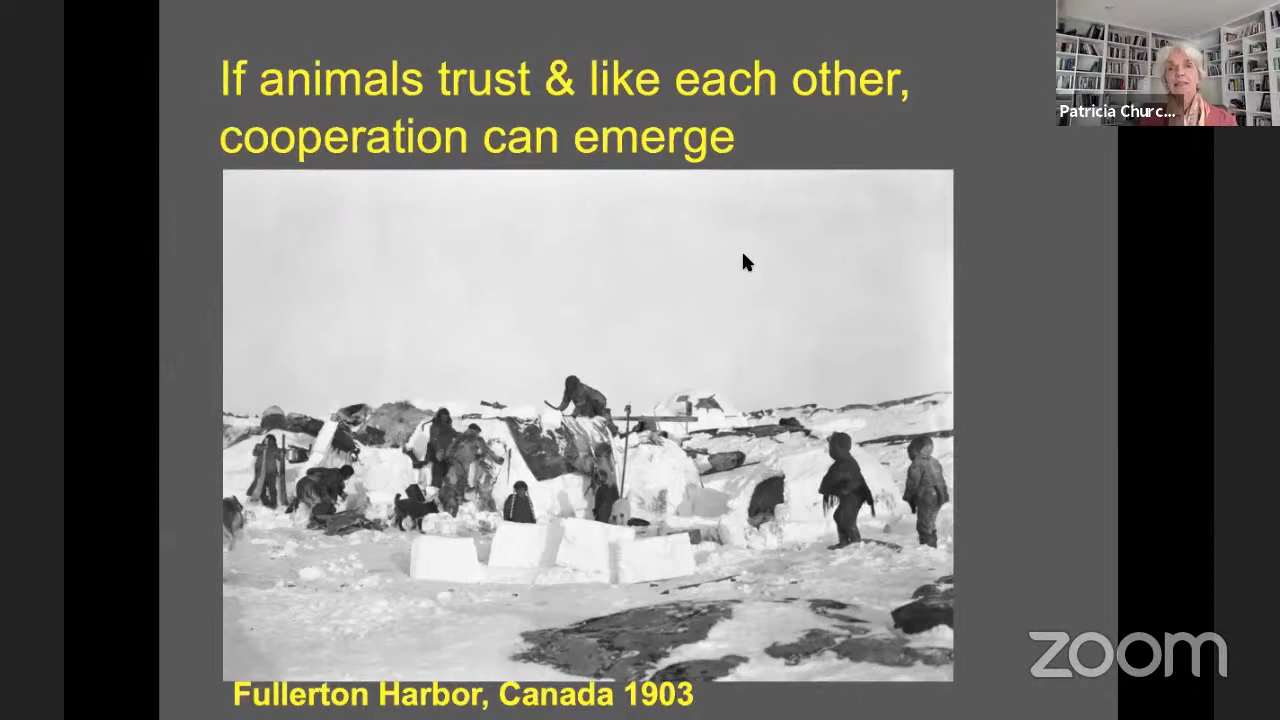 If animals trust & like each other,
cooperation can emerge
Patricia Churc...
Fullerton Harbor, Canada 1903
zoom